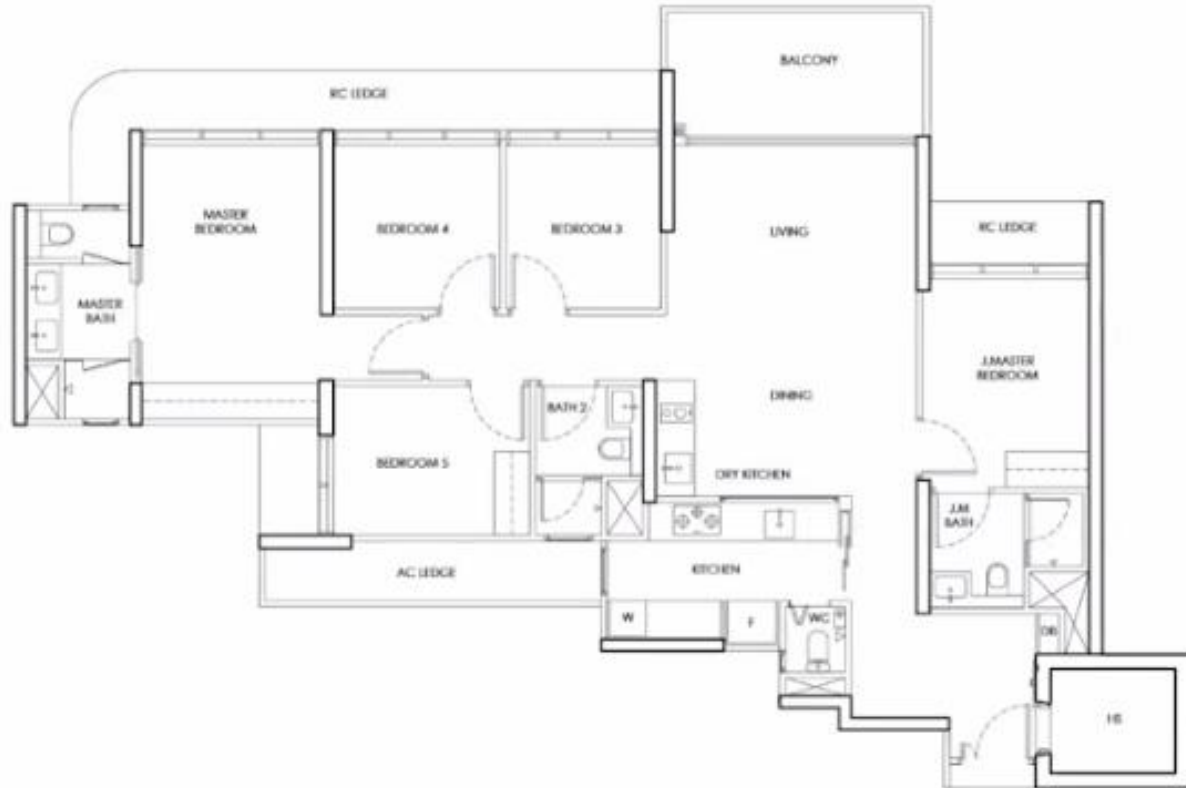 BALCONY
RC LEDGE
MASTER
BEDROOM
BEDROOM 4
BEDROOM 3
LIVING
RC LEDGE
MASTER
BATH
J.MASTER
BEDROOM
DINING
BATH 2
BEDROOM 5
DRY KITCHEN
J.M
BATH
AC LEDGE
KITCHEN
W
F
WC
DB
HS